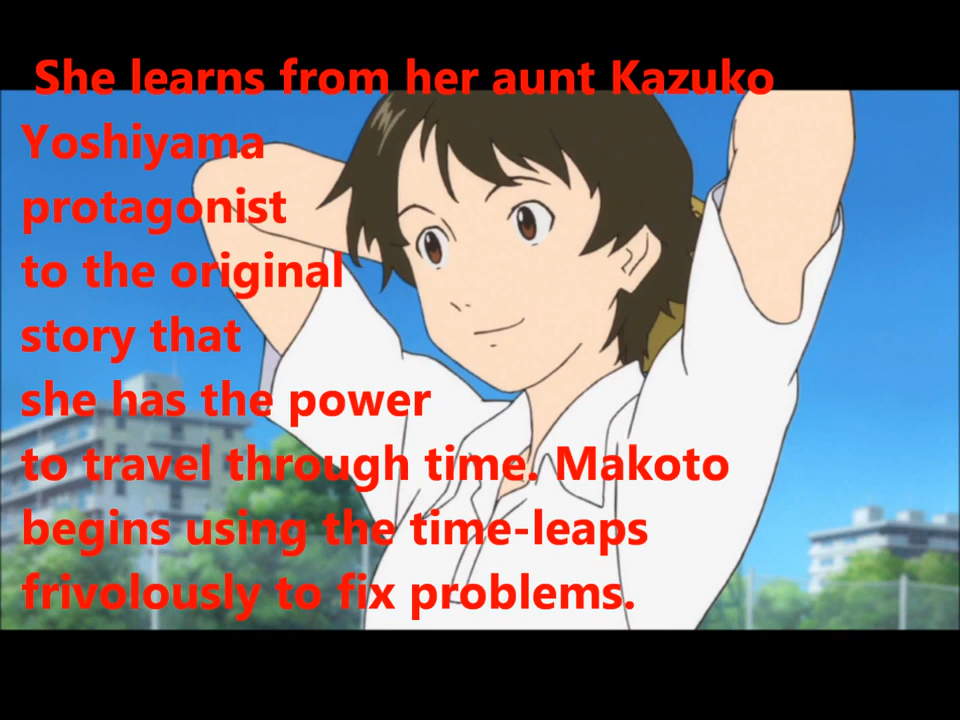 She learns from her aunt Kazuko
Yoshiyama
protagonist
to the original
story that
she has the power
to travel through time. Makoto
begins using the time-leaps
frivolously to fix problems.